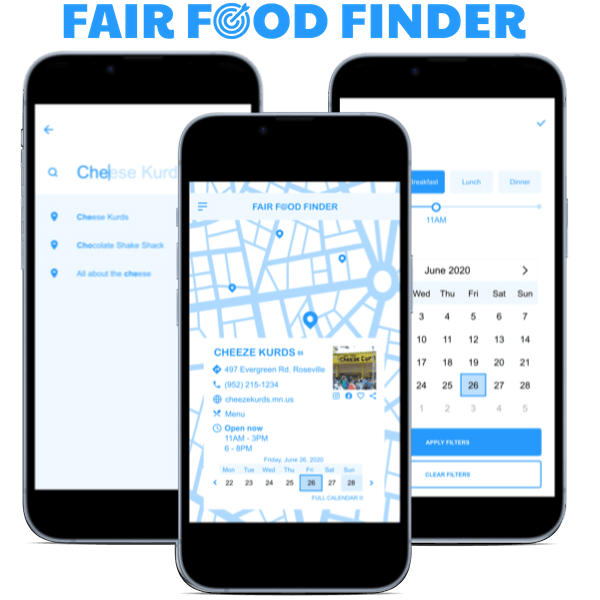 FAIR FOOD FINDER
Cheese Kurd
Cheese Kurds
Chocolate Shake Shack
All about the cheese
FAIR FOOD FINDER
CHEEZE KURDS
497 Evergreen Rd. Roseville
(952) 215-1234
cheezekurds.mn.us
Menu
Open now
11AM - 3PM
6 - 8PM
Friday, June 26, 2020
Mon Tue Wed Thu Fri Sat Sun
22 23 24 25 26 27 28
FULL CALENDAR
Breakfast Lunch Dinner
11AM
June 2020
Wed Thu Fri Sat Sun
3 4 5 6 7
10 11 12 13 14
17 18 19 20 21
24 25 26 27 28
1 2 3 4 5
APPLY FILTERS
CLEAR FILTERS